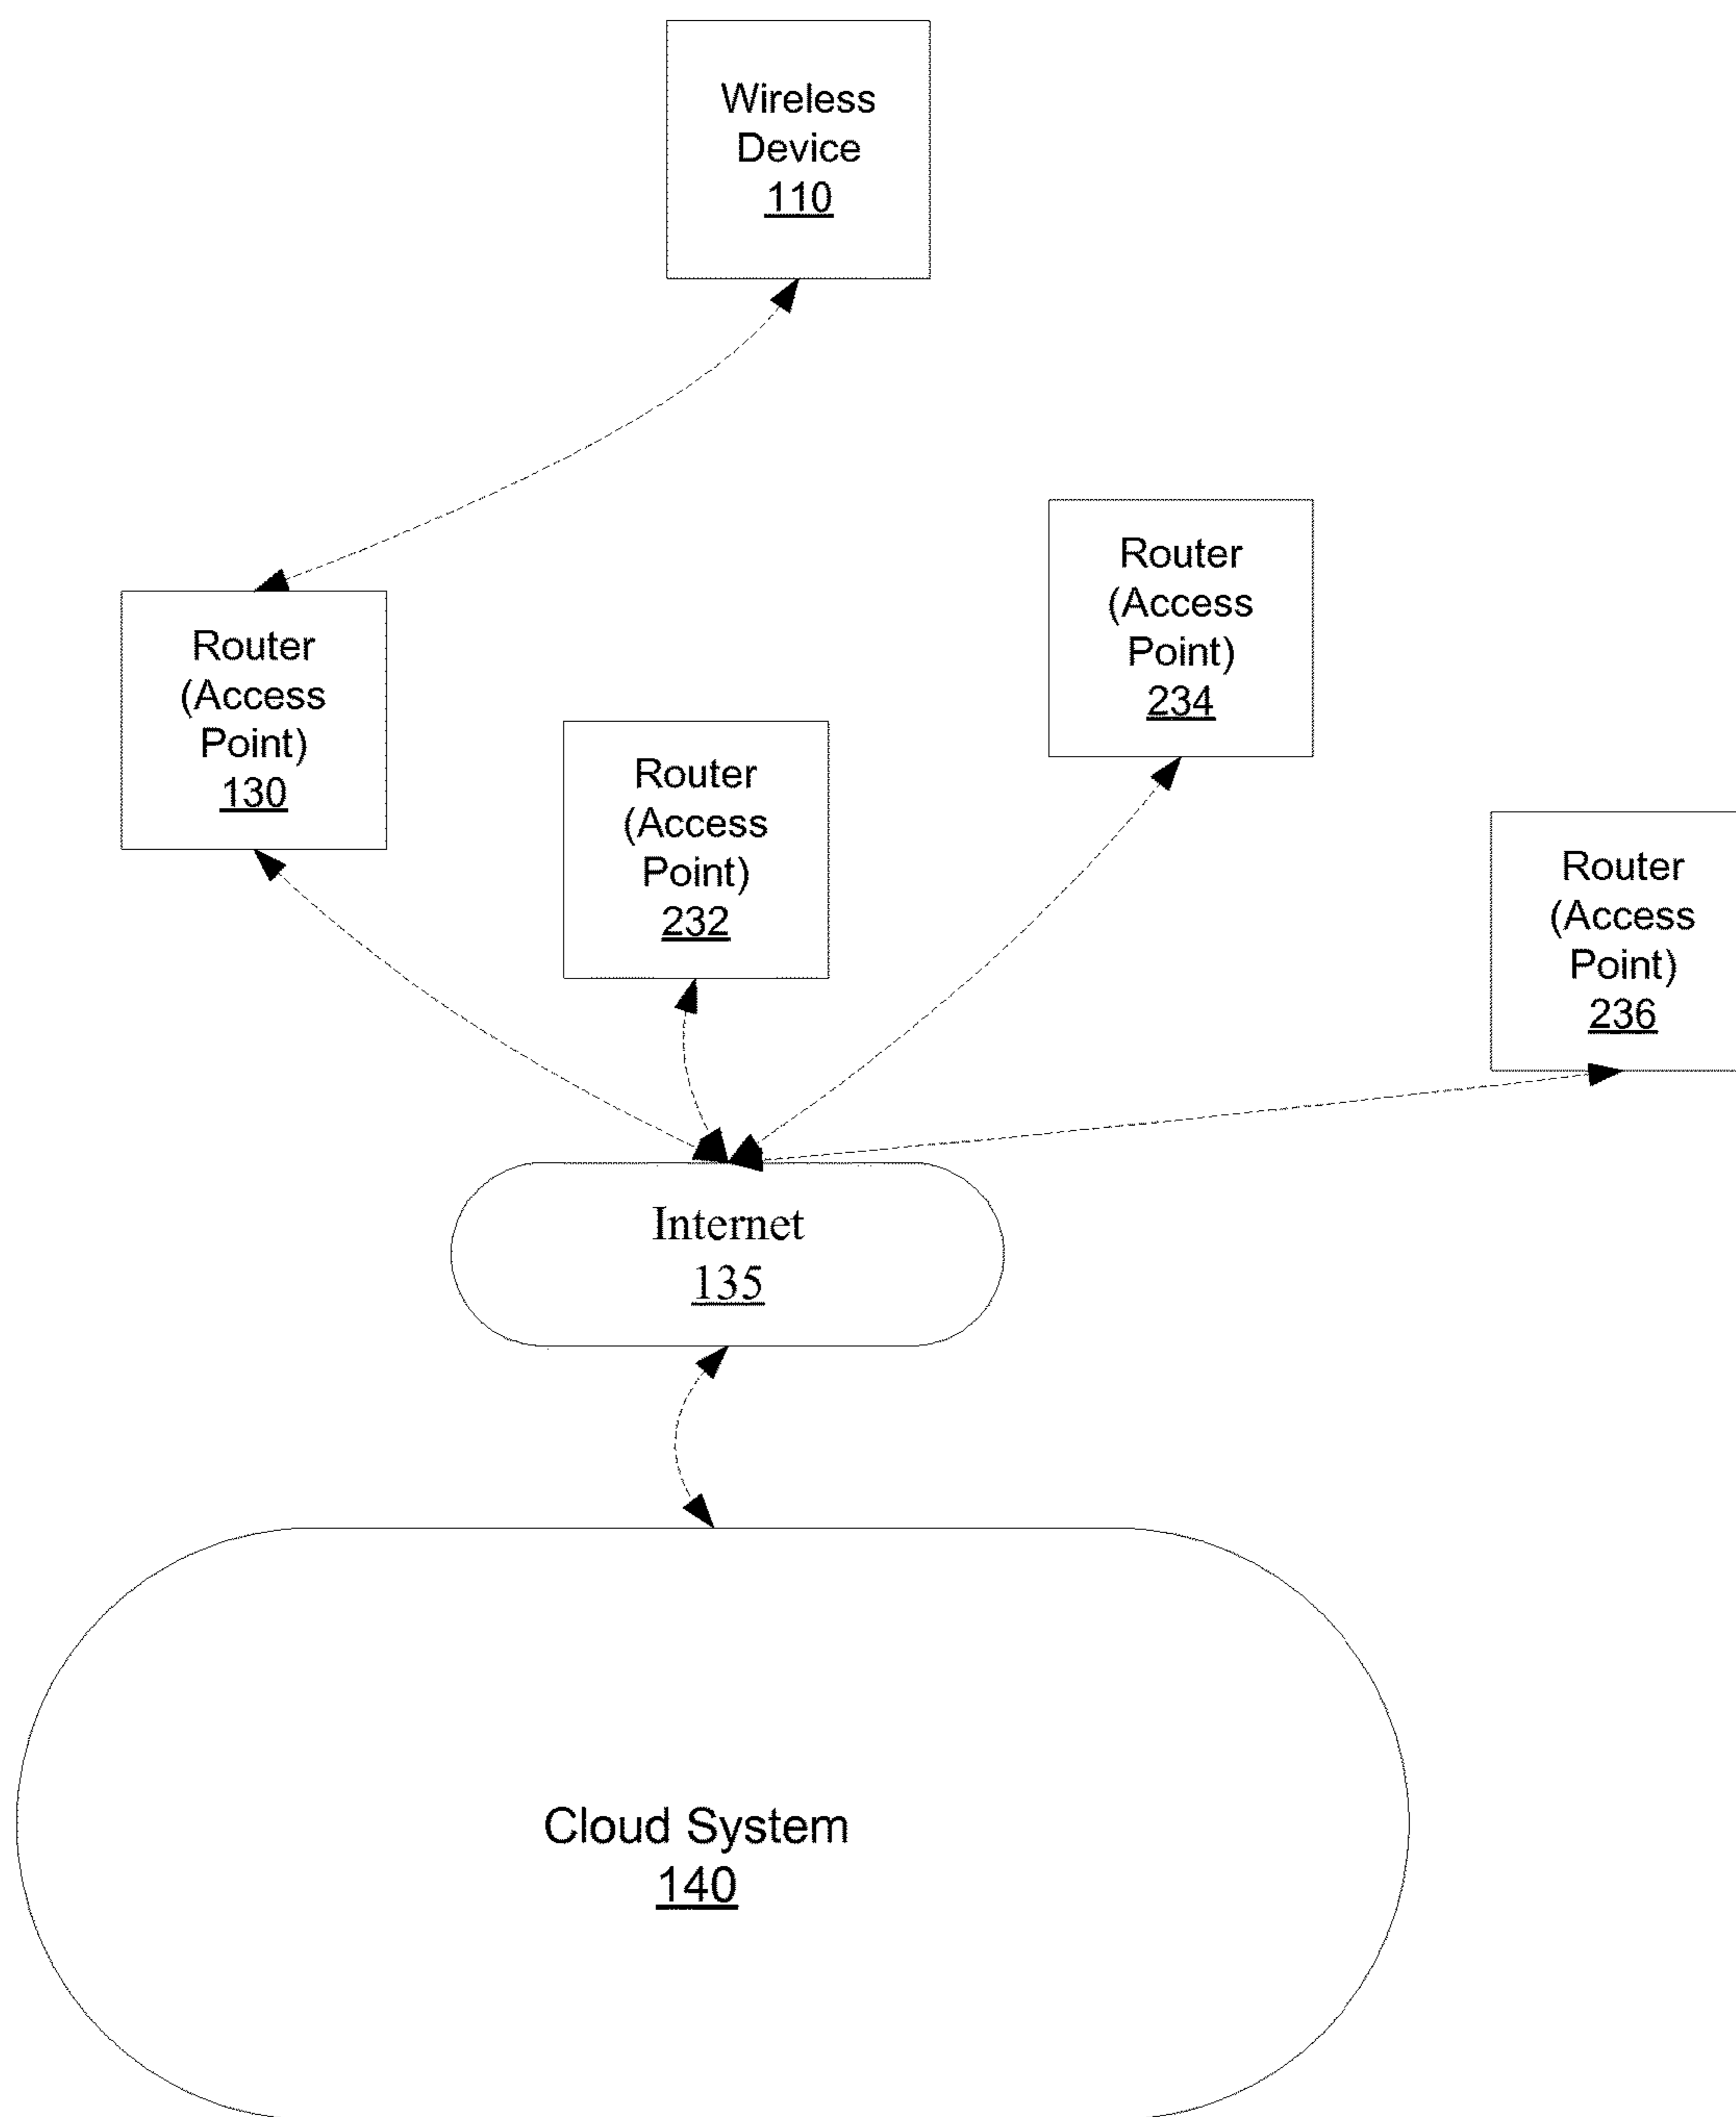 Wireless
Device
110
Router
(Access
Point)
234
Router
(Access
Point)
130
Router
(Access
Point)
232
Router
(Access
Point)
236
Internet
135
Cloud System
140